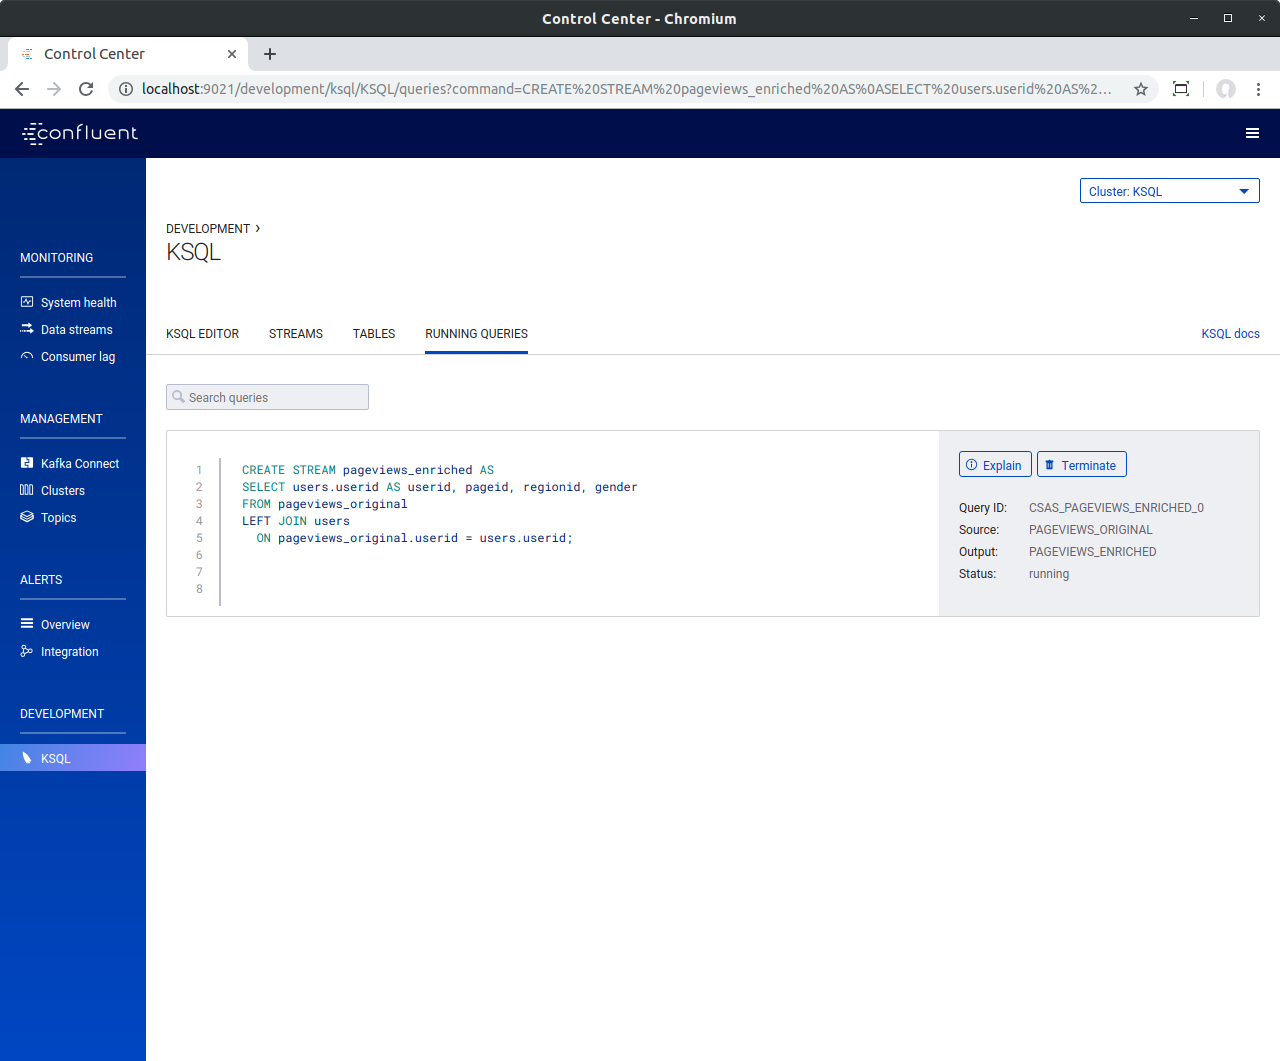 Control Center - Chromium
Control Center
localhost:9021/development/ksql/KSQL/queries?command=CREATE%20STREAM%20pageviews_enriched%20AS%0ASELECT%20users.userid%20AS%2...
confluent
Cluster: KSQL
DEVELOPMENT ›
KSQL
MONITORING
System health
Data streams
Consumer lag
MANAGEMENT
Kafka Connect
Clusters
Topics
ALERTS
Overview
Integration
DEVELOPMENT
KSQL
KSQL EDITOR STREAMS TABLES RUNNING QUERIES KSQL docs
Search queries
1 CREATE STREAM pageviews_enriched AS
2 SELECT users.userid AS userid, pageid, regionid, gender
3 FROM pageviews_original
4 LEFT JOIN users
5 ON pageviews_original.userid = users.userid;
6
7
8
Explain Terminate
Query ID: CSAS_PAGEVIEWS_ENRICHED_0
Source: PAGEVIEWS_ORIGINAL
Output: PAGEVIEWS_ENRICHED
Status: running